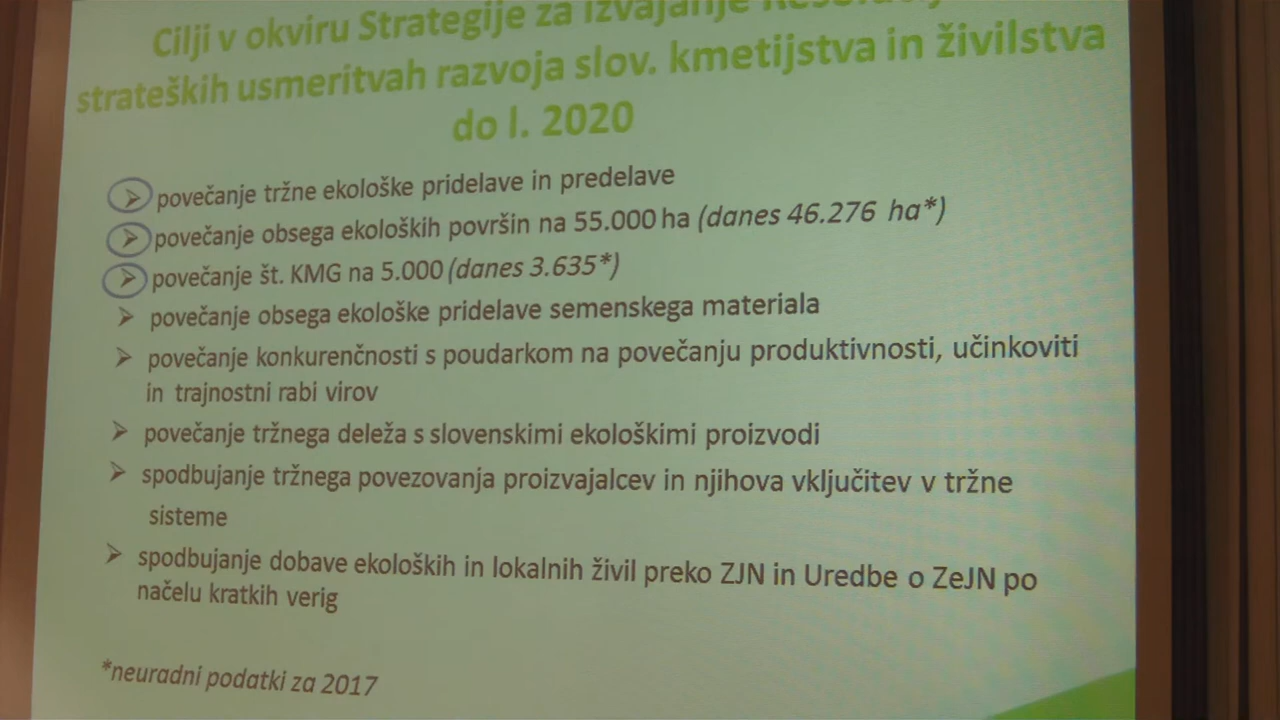 Cilji v okviru Strategije za izvajanje
strateških usmeritvah razvoja slov. kmetijstva in živilstva
do l. 2020
➢ povečanje tržne ekološke pridelave in predelave
➢ povečanje obsega ekoloških površin na 55.000 ha (danes 46.276 ha*)
➢ povečanje št. KMG na 5.000 (danes 3.635*)
➢ povečanje obsega ekološke pridelave semenskega materiala
➢ povečanje konkurenčnosti s poudarkom na povečanju produktivnosti, učinkoviti
in trajnostni rabi virov
➢ povečanje tržnega deleža s slovenskimi ekološkimi proizvodi
➢ spodbujanje tržnega povezovanja proizvajalcev in njihova vključitev v tržne
sisteme
➢ spodbujanje dobave ekoloških in lokalnih živil preko ZJN in Uredbe o ZeJN po
načelu kratkih verig
*neuradni podatki za 2017